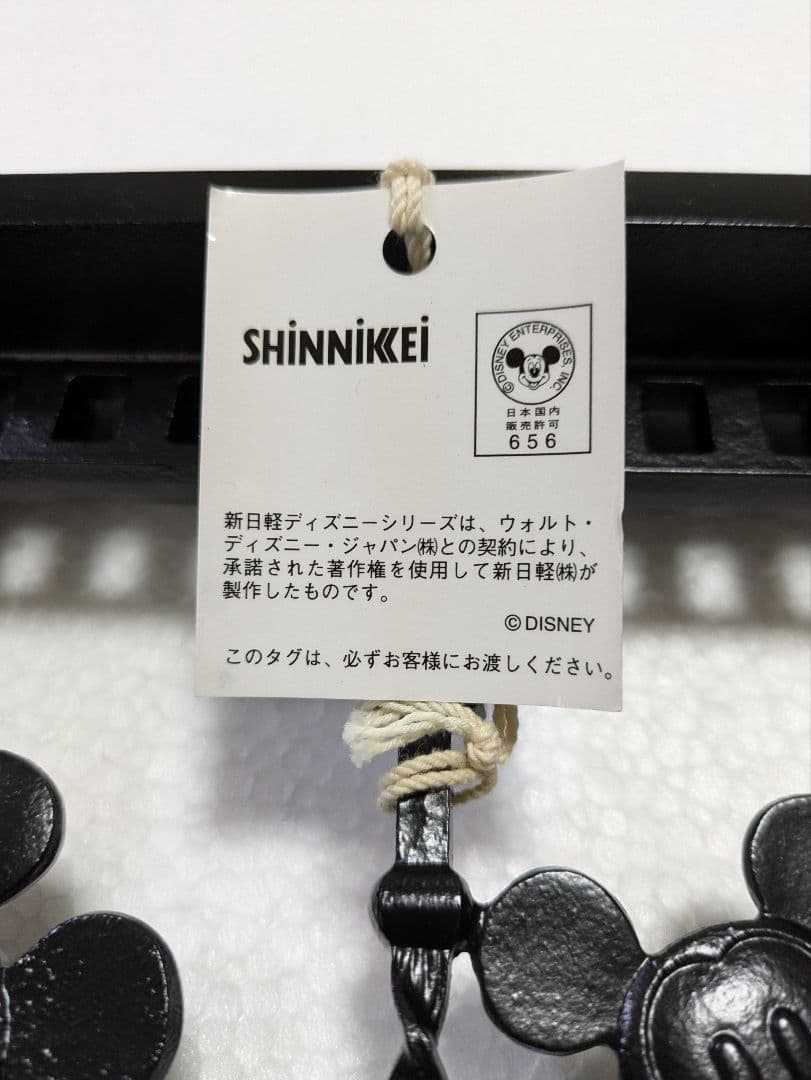 SHiNNiKKEi
©DISNEY ENTERPRISES, INC.
日本国内
販売許可
656
新日軽ディズニーシリーズは、ウォルト・
ディズニー・ジャパン㈱との契約により、
承諾された著作権を使用して新日軽㈱が
製作したものです。
©DISNEY
このタグは、必ずお客様にお渡しください。